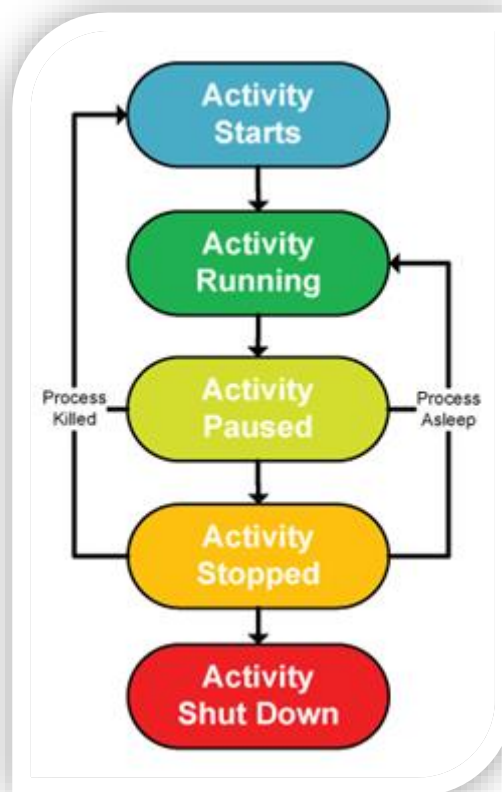 Activity
Starts
Activity
Running
Activity
Paused
Process
Killed
Process
Asleep
Activity
Stopped
Activity
Shut Down